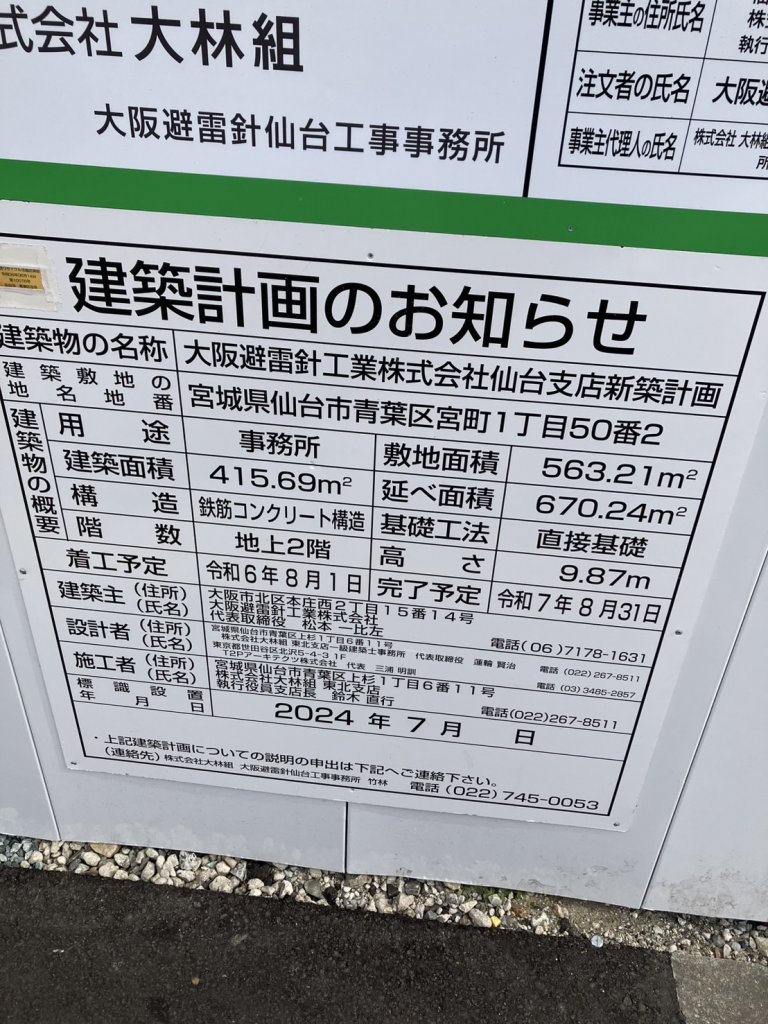 式会社 大林組
大阪避雷針仙台工事事務所
事業主の住所氏名
株式
執行
注文者の氏名 大阪避
事業主代理人の氏名 株式会社 大林組
所
建築計画のお知らせ
建築物の名称 大阪避雷針工業株式会社仙台支店新築計画
建築敷地の地名地番 宮城県仙台市青葉区宮町1丁目50番2
建築物の概要
用途 事務所 敷地面積 563.21m²
建築面積 415.69m² 延べ面積 670.24m²
構造 鉄筋コンクリート構造 基礎工法 直接基礎
階数 地上2階 高さ 9.87m
着工予定 令和6年8月1日 完了予定 令和7年8月31日
建築主(住所)(氏名)
大阪市北区本庄西2丁目15番14号
大阪避雷針工業株式会社
代表取締役 松本 一比左 電話(06)7178-1631
設計者(住所)(氏名)
宮城県仙台市青葉区上杉1丁目6番11号
株式会社大林組 東北支店一級建築士事務所 代表取締役 蓮輪 賢治 電話(022)267-8511
東京都世田谷区北沢5-4-3 1F
T2Pアーキテクツ株式会社 代表 三浦 明訓 電話(03)3485-2857
施工者(住所)(氏名)
宮城県仙台市青葉区上杉1丁目6番11号
株式会社大林組 東北支店
執行役員支店長 鈴木 直行 電話(022)267-8511
標識設置年月日 2024年7月 日
・上記建築計画についての説明の申出は下記へご連絡下さい。
(連絡先)株式会社大林組 大阪避雷針仙台工事事務所 竹林 電話(022)745-0053